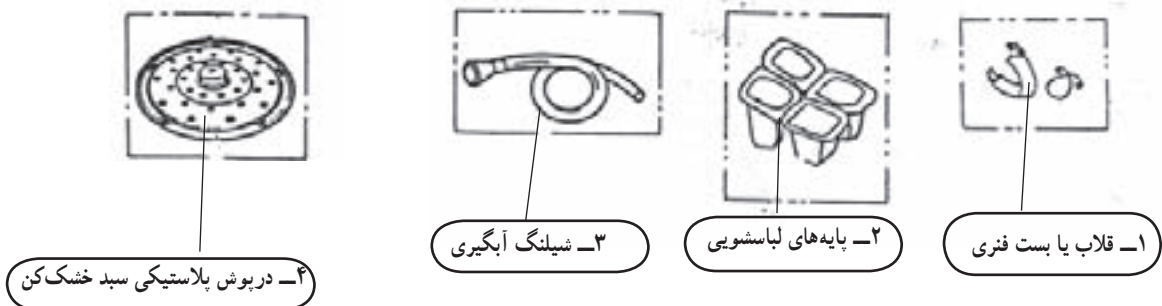 ۱ــ قلاب یا بست فنری
۲ــ پایه‌های لباسشویی
۳ــ شیلنگ آبگیری
۴ــ درپوش پلاستیکی سبد خشک‌کن